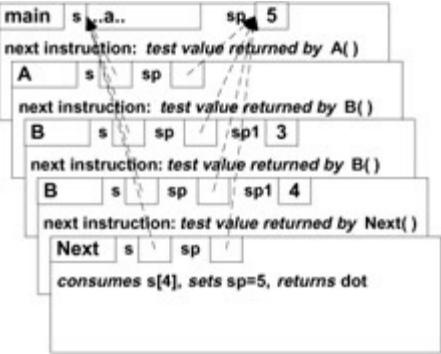 main s ..a.. sp 5
next instruction: test value returned by A( )
A s sp
next instruction: test value returned by B( )
B s sp sp1 3
next instruction: test value returned by B( )
B s sp sp1 4
next instruction: test value returned by Next( )
Next s sp
consumes s[4], sets sp=5, returns dot